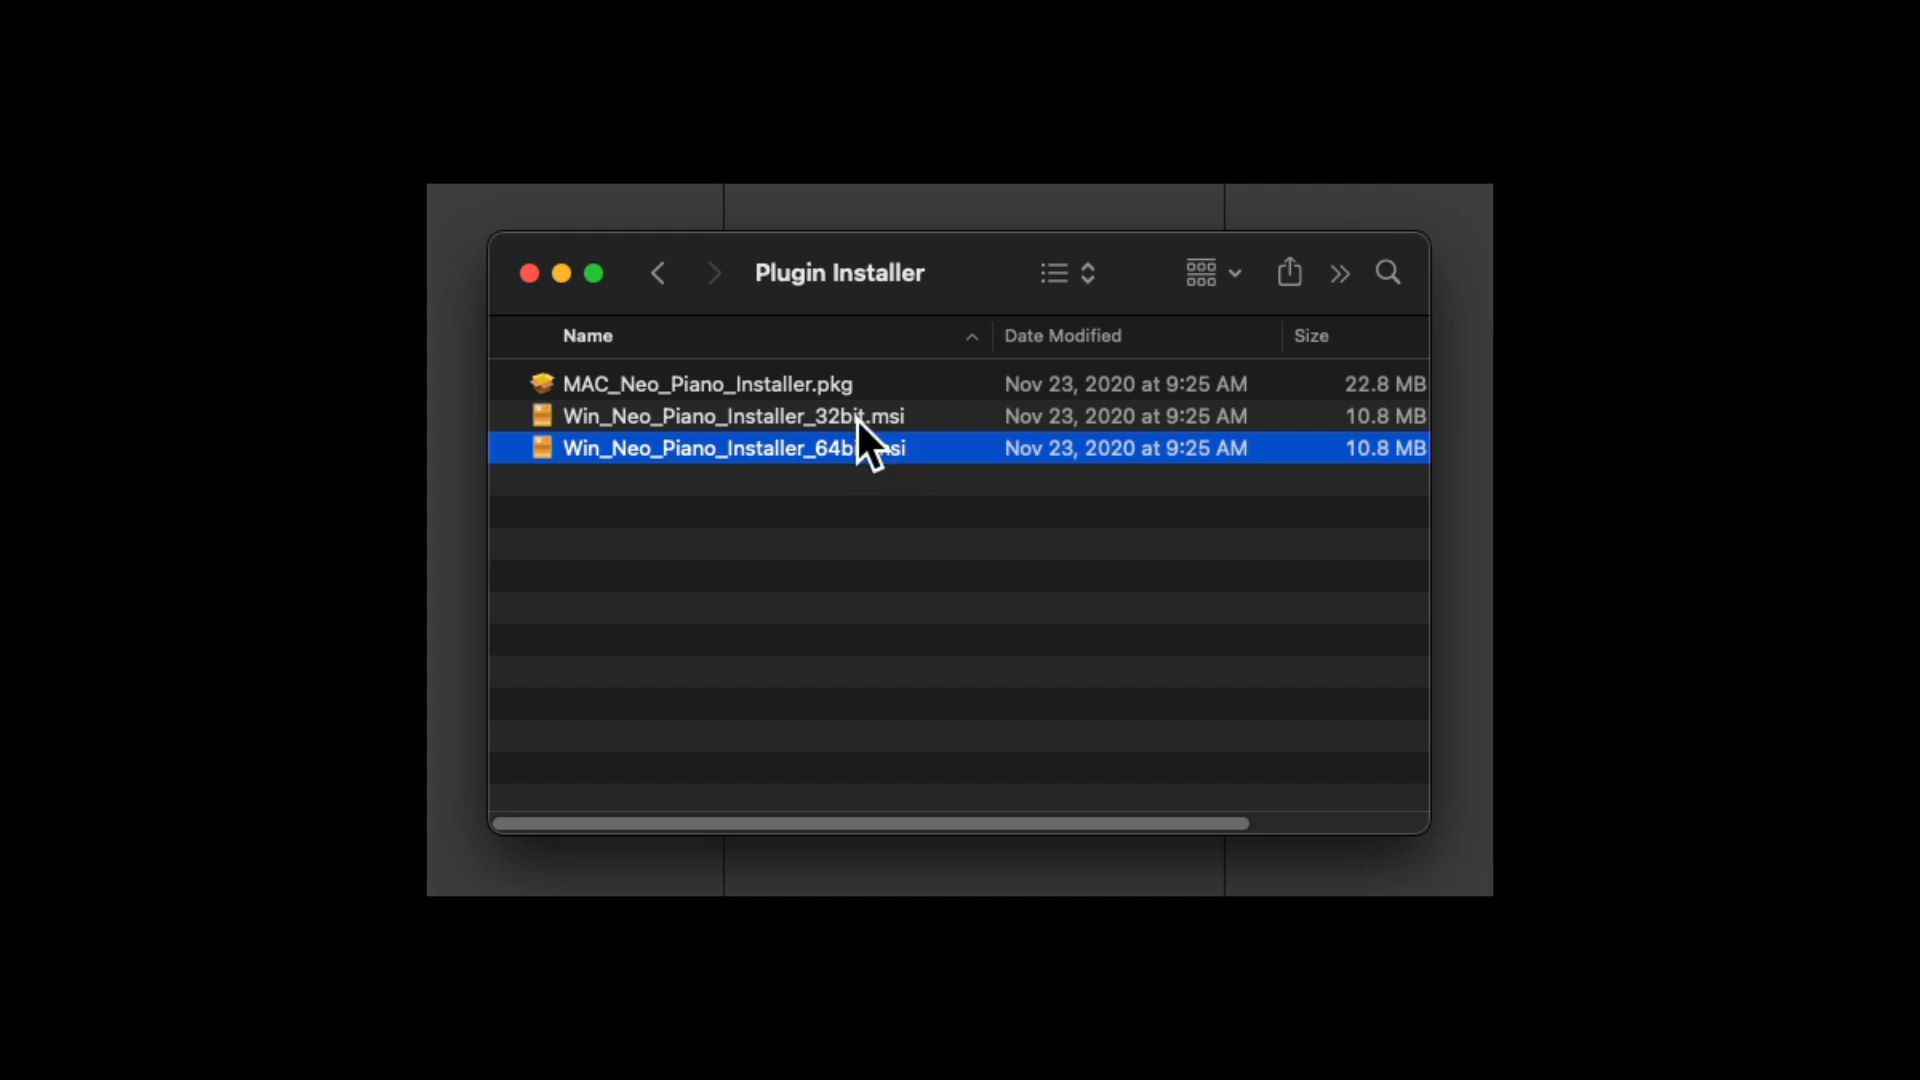 Plugin Installer
Name Date Modified Size
MAC_Neo_Piano_Installer.pkg Nov 23, 2020 at 9:25 AM 22.8 MB
Win_Neo_Piano_Installer_32bit.msi Nov 23, 2020 at 9:25 AM 10.8 MB
Win_Neo_Piano_Installer_64bit.msi Nov 23, 2020 at 9:25 AM 10.8 MB